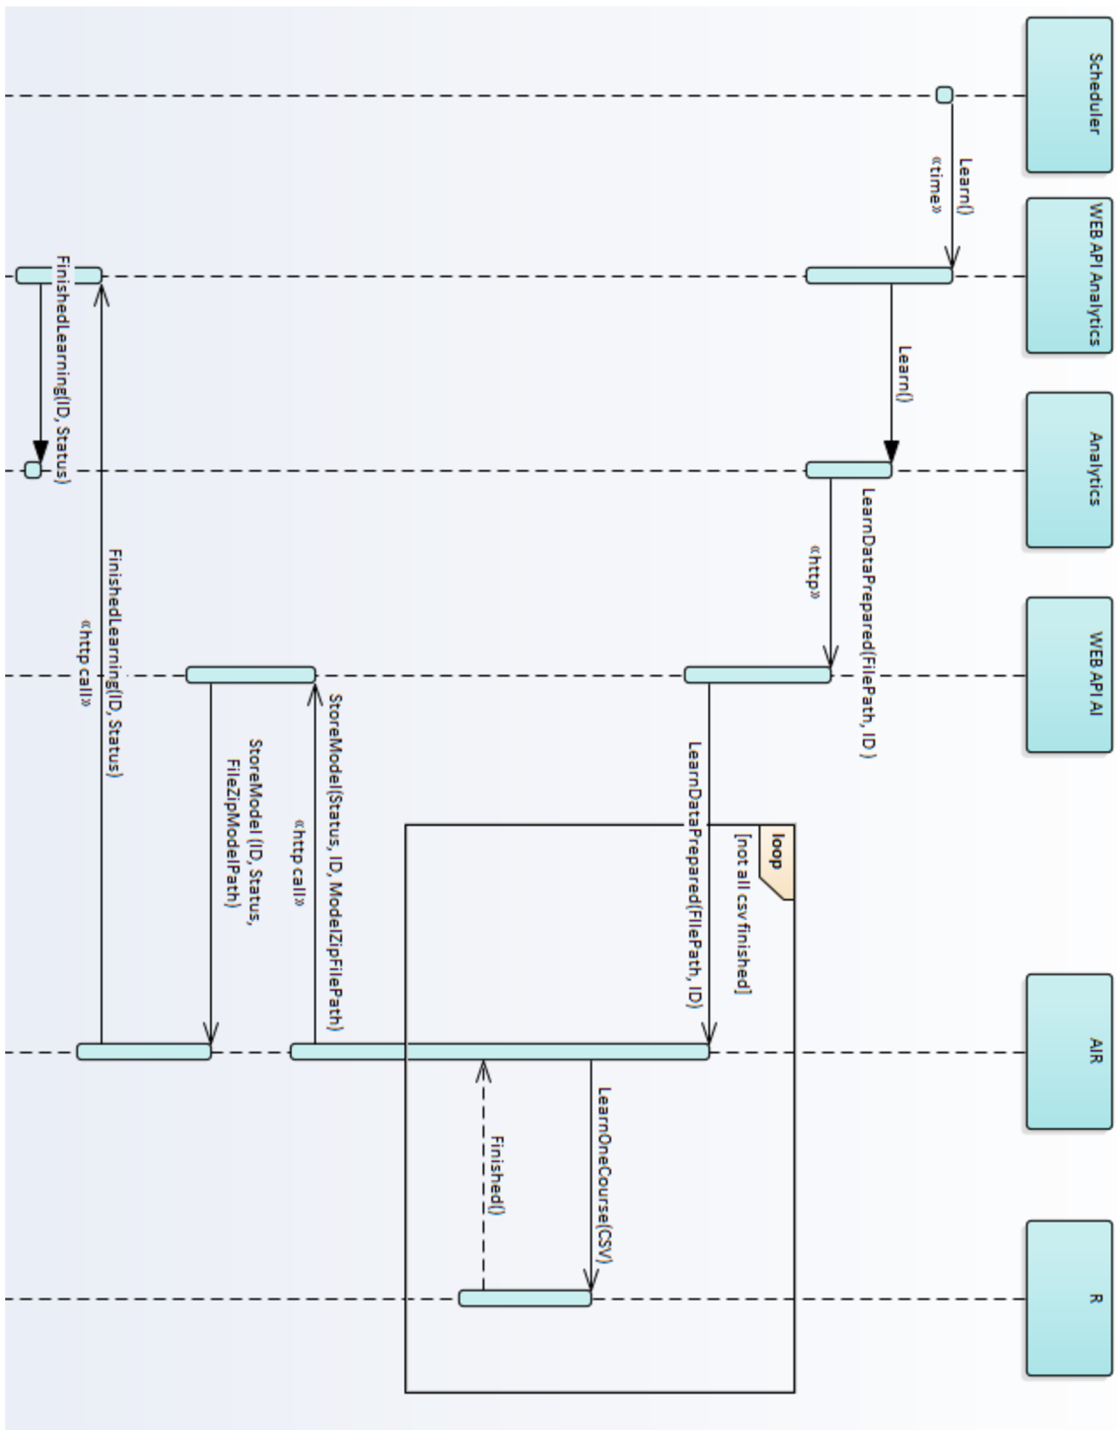 Scheduler
WEB API Analytics
Analytics
WEB API AI
AIR
R
Learn()
«time»
Learn()
LearnDataPrepared(FilePath, ID )
«http»
loop
[not all csv finished]
LearnDataPrepared(FIlePath, ID)
LearnOneCourse(CSV)
Finished()
StoreModel(Status, ID, ModelZipFilePath)
«http call»
StoreModel (ID, Status,
FileZipModelPath)
FinishedLearning(ID, Status)
«http call»
FinishedLearning(ID, Status)